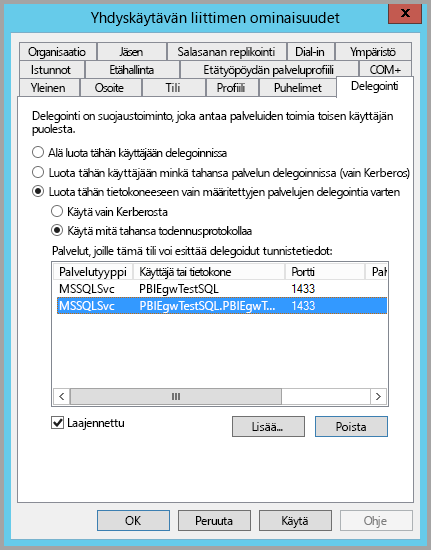 Yhdyskäytävän liittimen ominaisuudet
x
Organisaatio Jäsen Salasanan replikointi Dial-in Ympäristö
Istunnot Etähallinta Etätyöpöydän palveluprofiili COM+
Yleinen Osoite Tili Profiili Puhelimet Delegointi
Delegointi on suojaustoiminto, joka antaa palveluiden toimia toisen käyttäjän
puolesta.
Älä luota tähän käyttäjään delegoinnissa
Luota tähän käyttäjään minkä tahansa palvelun delegoinnissa (vain Kerberos)
Luota tähän tietokoneeseen vain määritettyjen palvelujen delegointia varten
Käytä vain Kerberosta
Käytä mitä tahansa todennusprotokollaa
Palvelut, joille tämä tili voi esittää delegoidut tunnistetiedot:
Palvelutyyppi Käyttäjä tai tietokone Portti Pal
MSSQLSvc PBIEgwTestSQL 1433
MSSQLSvc PBIEgwTestSQL.PBIEgwT... 1433
Laajennettu Lisää... Poista
OK Peruuta Käytä Ohje